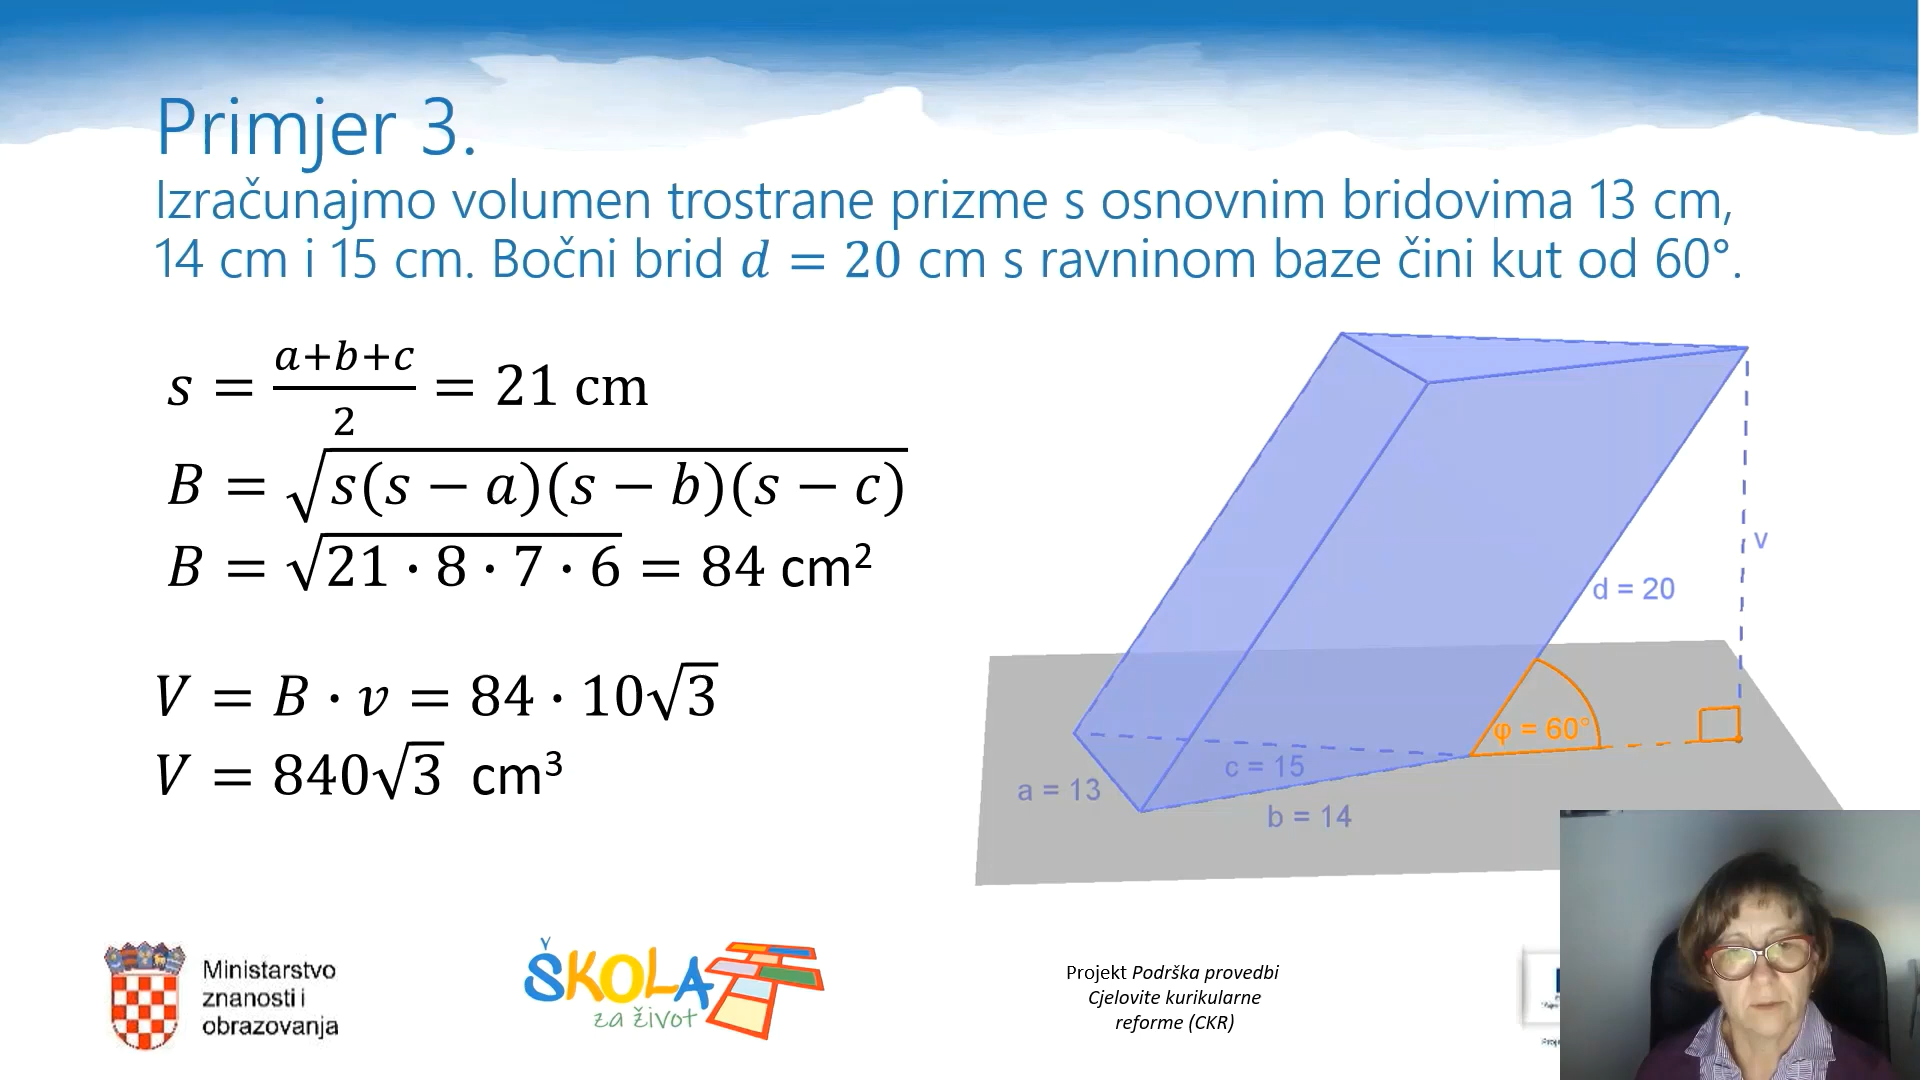 Primjer 3.
Izračunajmo volumen trostrane prizme s osnovnim bridovima 13 cm,
14 cm i 15 cm. Bočni brid d = 20 cm s ravninom baze čini kut od 60°.
s = (a+b+c)/2 = 21 cm
B = √(s(s − a)(s − b)(s − c))
B = √(21 · 8 · 7 · 6) = 84 cm²
V = B · v = 84 · 10√3
V = 840√3 cm³
v
d = 20
φ = 60°
c = 15
a = 13
b = 14
Ministarstvo
znanosti i
obrazovanja
ŠKOLA
za život
Projekt Podrška provedbi
Cjelovite kurikularne
reforme (CKR)